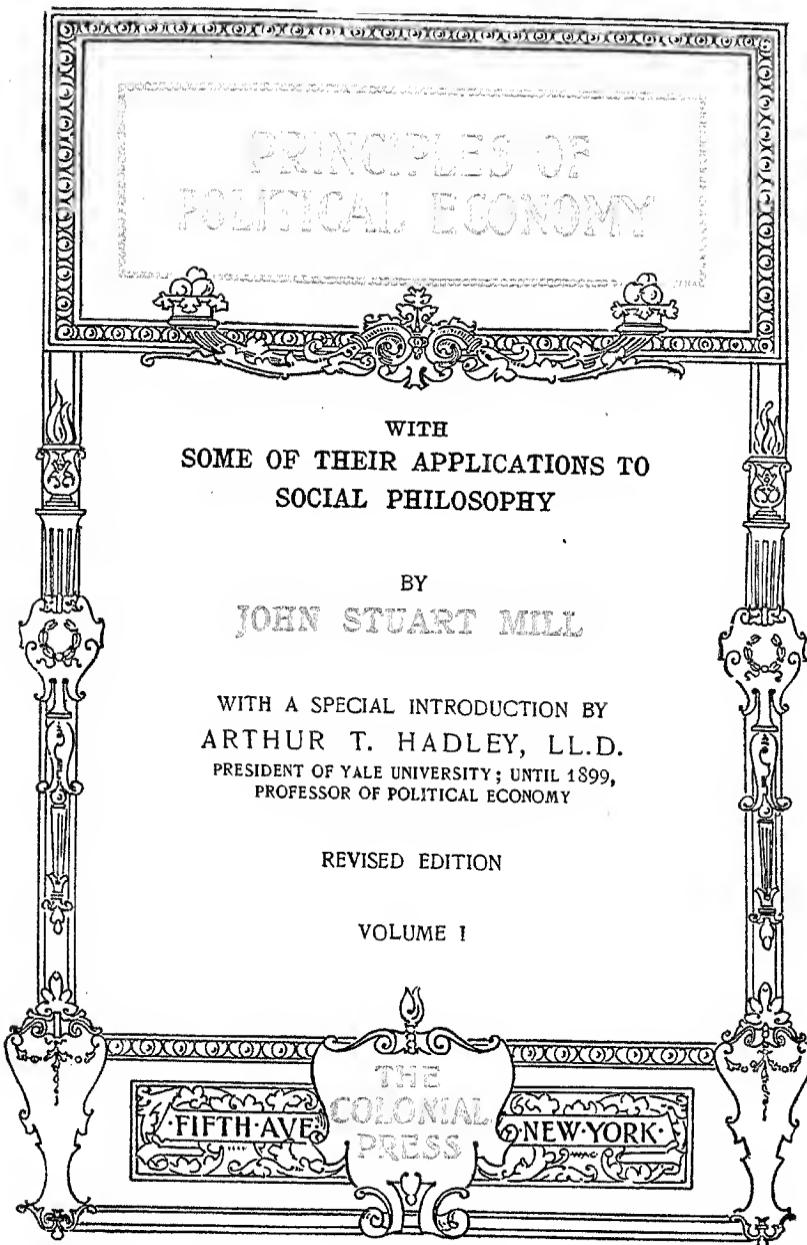 PRINCIPLES OF
POLITICAL ECONOMY
WITH
SOME OF THEIR APPLICATIONS TO
SOCIAL PHILOSOPHY
BY
JOHN STUART MILL
WITH A SPECIAL INTRODUCTION BY
ARTHUR T. HADLEY, LL.D.
PRESIDENT OF YALE UNIVERSITY; UNTIL 1899,
PROFESSOR OF POLITICAL ECONOMY
REVISED EDITION
VOLUME I
THE
COLONIAL
PRESS
·FIFTH·AVE·
·NEW·YORK·